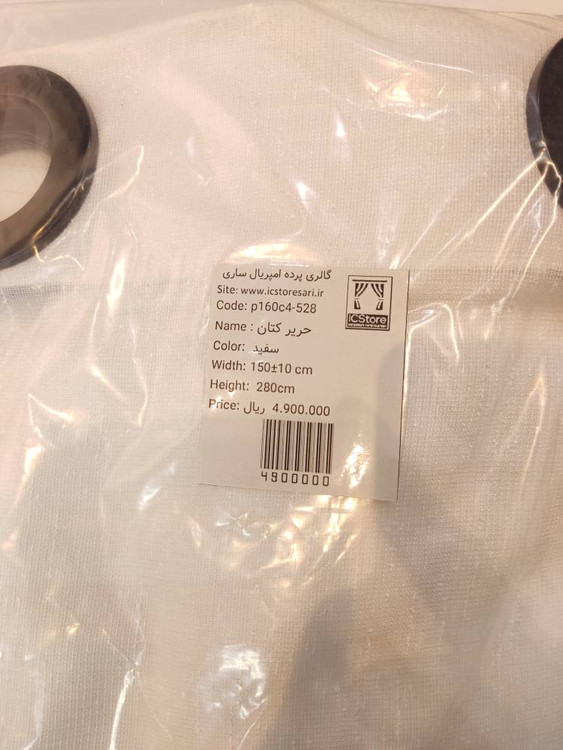 گالری پرده امپریال ساری
Site: www.icstoresari.ir
Code: p160c4-528
Name : حریر کتان
Color: سفید
Width: 150±10 cm
Height: 280cm
Price: ریال 4.900.000
4900000
ICStore